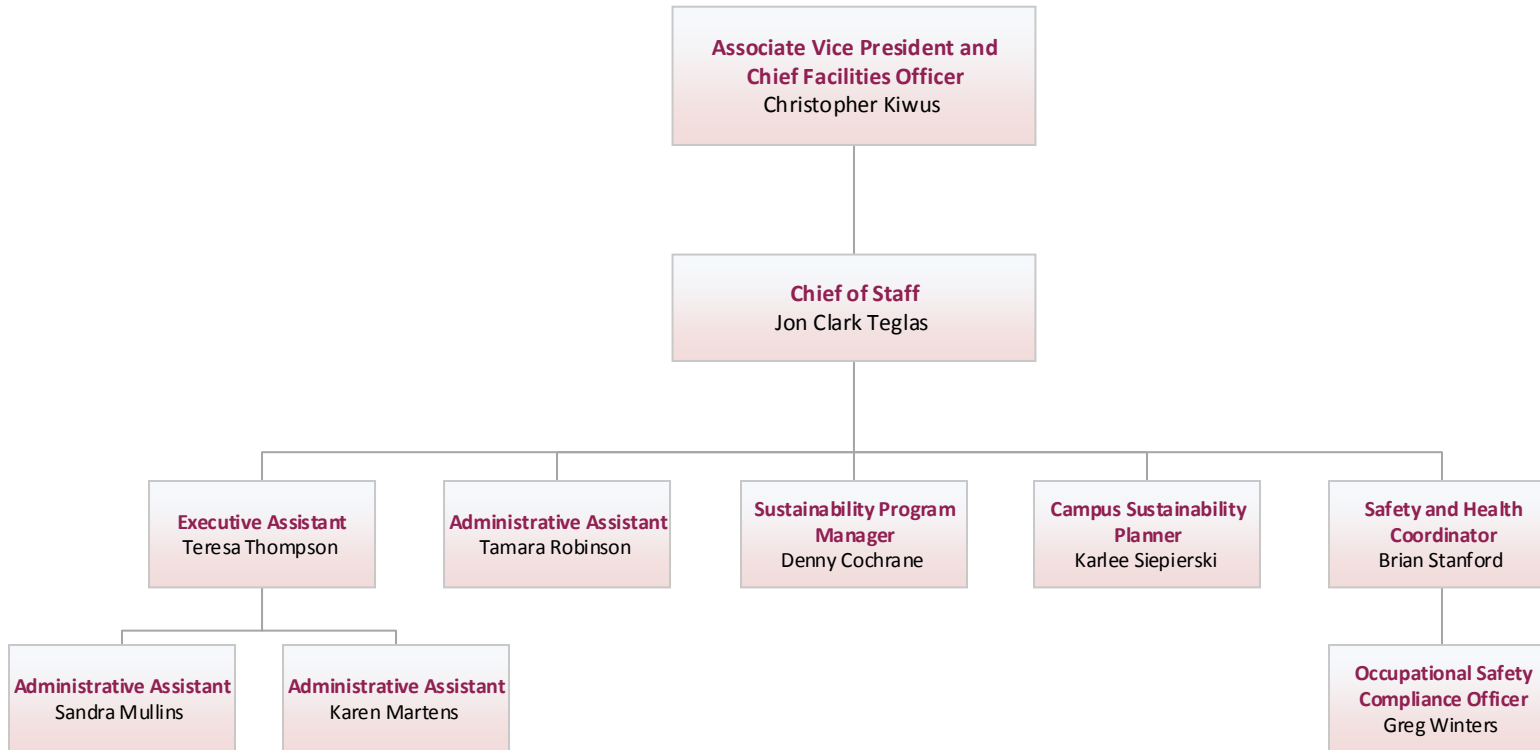 Associate Vice President and
Chief Facilities Officer
Christopher Kiwus
Chief of Staff
Jon Clark Teglas
Executive Assistant
Teresa Thompson
Administrative Assistant
Tamara Robinson
Sustainability Program
Manager
Denny Cochrane
Campus Sustainability
Planner
Karlee Siepierski
Safety and Health
Coordinator
Brian Stanford
Administrative Assistant
Sandra Mullins
Administrative Assistant
Karen Martens
Occupational Safety
Compliance Officer
Greg Winters